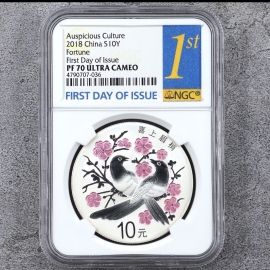 Auspicious Culture
2018 China S10Y
Fortune
First Day of Issue
PF 70 ULTRA CAMEO
4790707-036
1st
FIRST DAY OF ISSUE
NGC®
喜上眉梢
10元